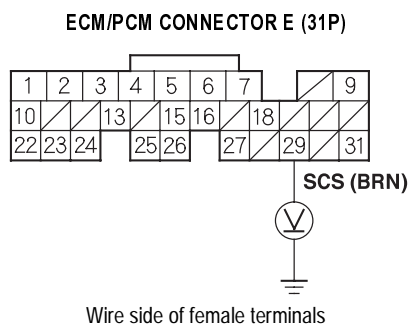 ECM/PCM CONNECTOR E (31P)
1 2 3 4 5 6 7 9
10 13 15 16 18
22 23 24 25 26 27 29 31
SCS (BRN)
V
Wire side of female terminals